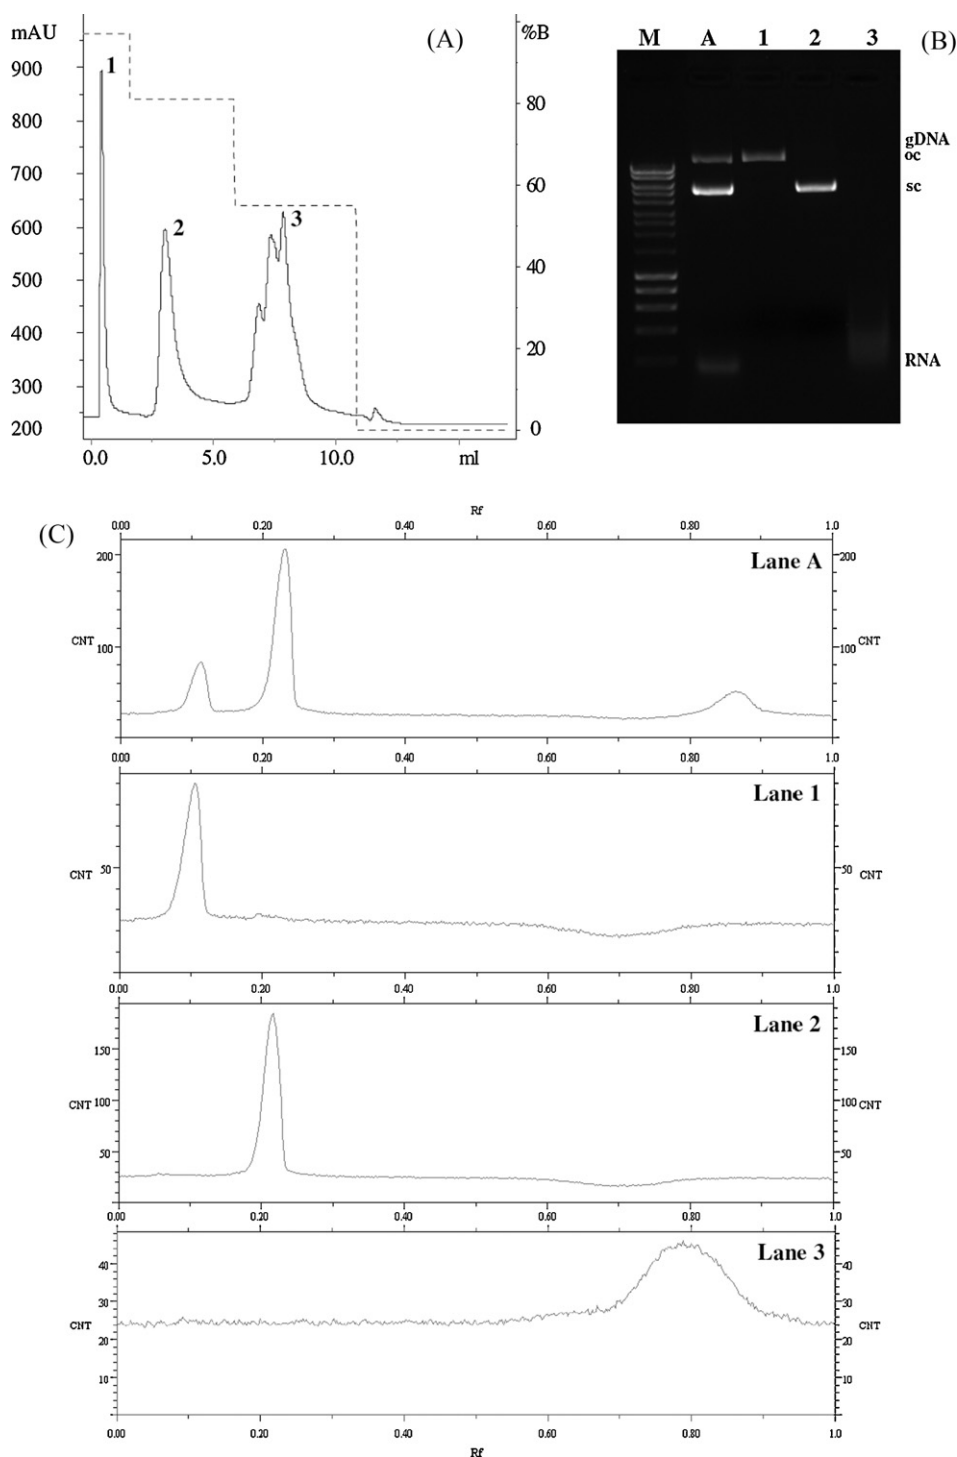 mAU
(A)
%B
900
800
700
600
500
400
300
200
1
2
3
80
60
40
20
0
0.0 5.0 10.0 ml
M A 1 2 3 (B)
gDNA
oc
sc
RNA
(C)
Rf
0.00 0.20 0.40 0.60 0.80 1.0
Lane A
200 200
CNT 100 100 CNT
0.00 0.20 0.40 0.60 0.80 1.0
Lane 1
50 50
CNT CNT
0.00 0.20 0.40 0.60 0.80 1.0
Lane 2
150 150
CNT 100 100 CNT
50 50
0.00 0.20 0.40 0.60 0.80 1.0
Lane 3
40 40
30 30
CNT CNT
20 20
10 10
0.00 0.20 0.40 0.60 0.80 1.0
Rf